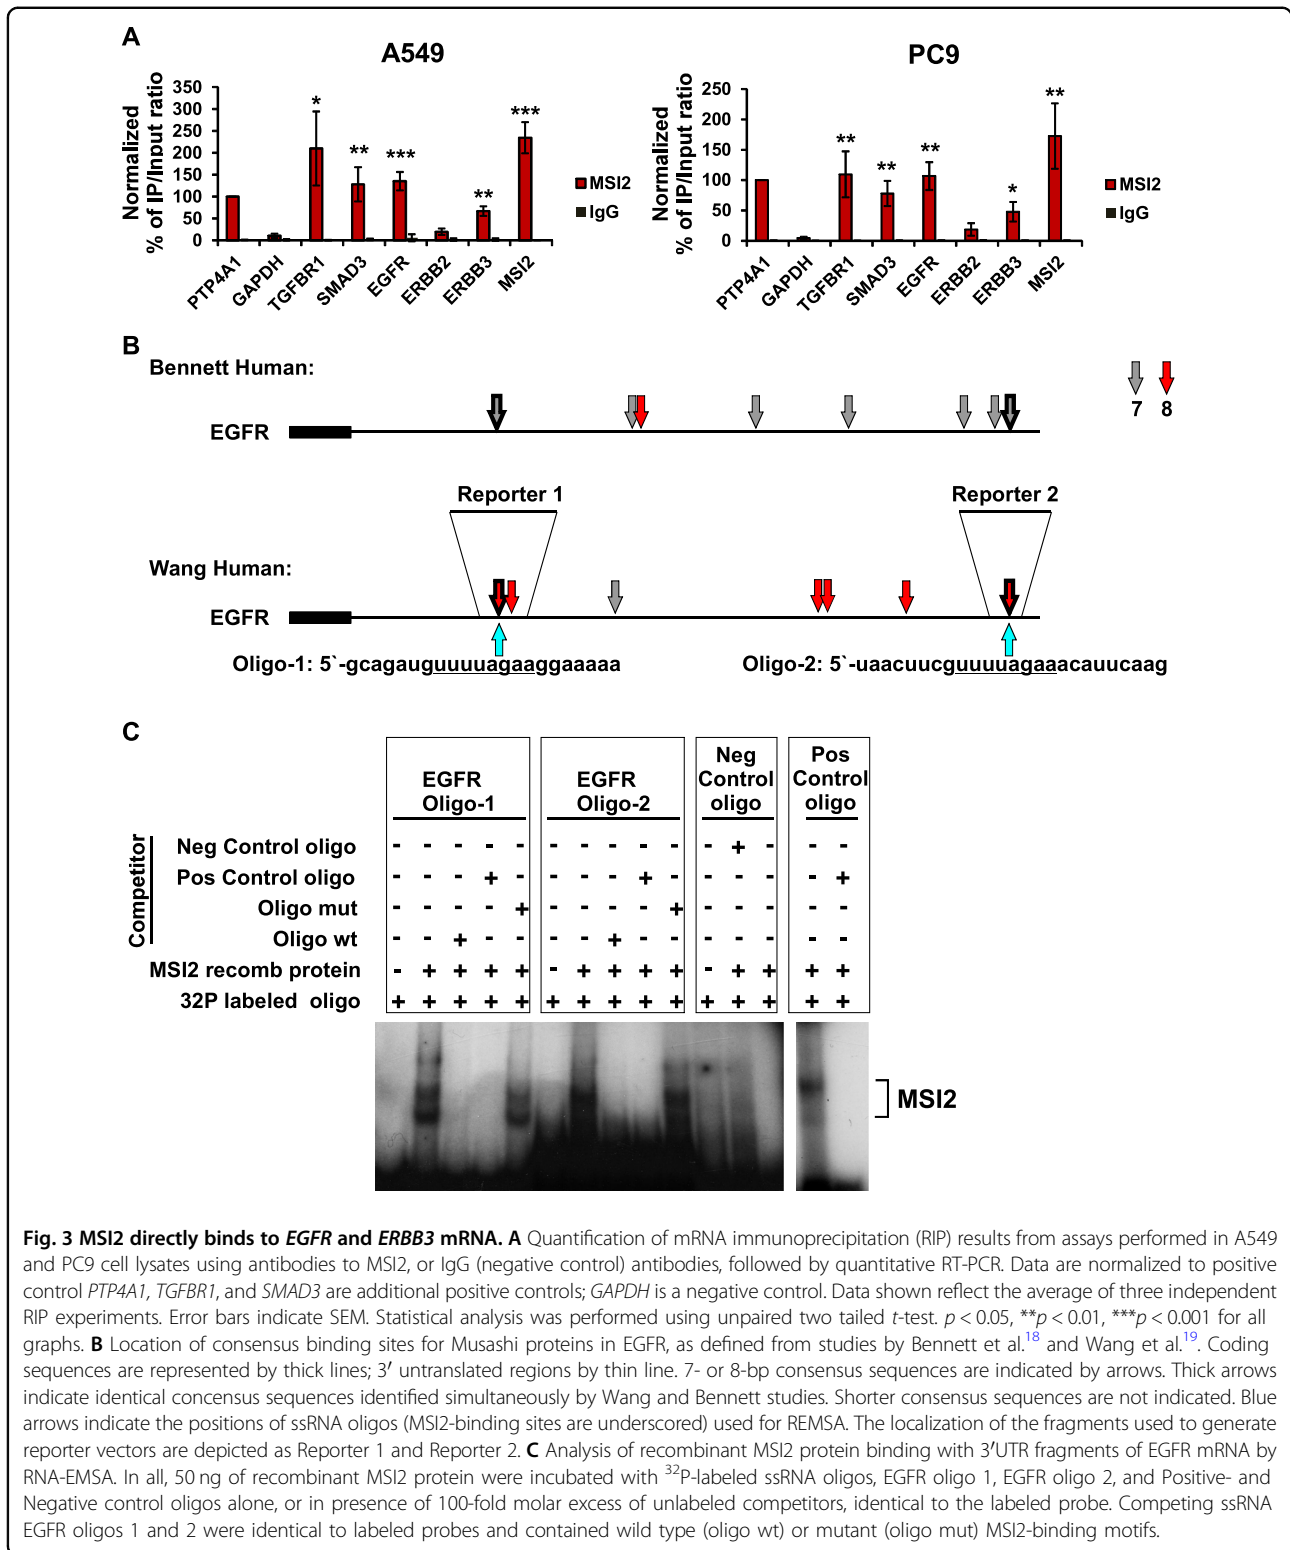 A
A549
PC9
Normalized
% of IP/Input ratio
350
300
250
200
150
100
50
0
*
**
***
**
***
MSI2
IgG
PTP4A1
GAPDH
TGFBR1
SMAD3
EGFR
ERBB2
ERBB3
MSI2
Normalized
% of IP/Input ratio
250
200
150
100
50
0
**
**
**
*
**
MSI2
IgG
PTP4A1
GAPDH
TGFBR1
SMAD3
EGFR
ERBB2
ERBB3
MSI2
B
Bennett Human:
7 8
EGFR
Reporter 1
Reporter 2
Wang Human:
EGFR
Oligo-1: 5`-gcagauguuuuagaaggaaaaa
Oligo-2: 5`-uaacuucguuuuagaaacauucaag
C
EGFR
Oligo-1
EGFR
Oligo-2
Neg
Control
oligo
Pos
Control
oligo
Competitor
Neg Control oligo - - - - - - - - - - - + - - -
Pos Control oligo - - - + - - - - + - - - - - +
Oligo mut - - - - + - - - - + - - - - -
Oligo wt - - + - - - - + - - - - - - -
MSI2 recomb protein - + + + + - + + + + - + + + +
32P labeled oligo + + + + + + + + + + + + + + +
MSI2
Fig. 3 MSI2 directly binds to EGFR and ERBB3 mRNA. A Quantification of mRNA immunoprecipitation (RIP) results from assays performed in A549
and PC9 cell lysates using antibodies to MSI2, or IgG (negative control) antibodies, followed by quantitative RT-PCR. Data are normalized to positive
control PTP4A1, TGFBR1, and SMAD3 are additional positive controls; GAPDH is a negative control. Data shown reflect the average of three independent
RIP experiments. Error bars indicate SEM. Statistical analysis was performed using unpaired two tailed t-test. p < 0.05, **p < 0.01, ***p < 0.001 for all
graphs. B Location of consensus binding sites for Musashi proteins in EGFR, as defined from studies by Bennett et al.18 and Wang et al.19. Coding
sequences are represented by thick lines; 3′ untranslated regions by thin line. 7- or 8-bp consensus sequences are indicated by arrows. Thick arrows
indicate identical concensus sequences identified simultaneously by Wang and Bennett studies. Shorter consensus sequences are not indicated. Blue
arrows indicate the positions of ssRNA oligos (MSI2-binding sites are underscored) used for REMSA. The localization of the fragments used to generate
reporter vectors are depicted as Reporter 1 and Reporter 2. C Analysis of recombinant MSI2 protein binding with 3′UTR fragments of EGFR mRNA by
RNA-EMSA. In all, 50 ng of recombinant MSI2 protein were incubated with 32P-labeled ssRNA oligos, EGFR oligo 1, EGFR oligo 2, and Positive- and
Negative control oligos alone, or in presence of 100-fold molar excess of unlabeled competitors, identical to the labeled probe. Competing ssRNA
EGFR oligos 1 and 2 were identical to labeled probes and contained wild type (oligo wt) or mutant (oligo mut) MSI2-binding motifs.